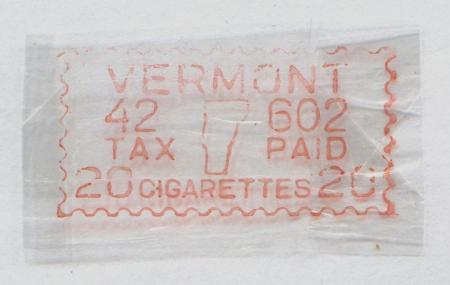 VERMONT
42 602
TAX PAID
20 CIGARETTES 20